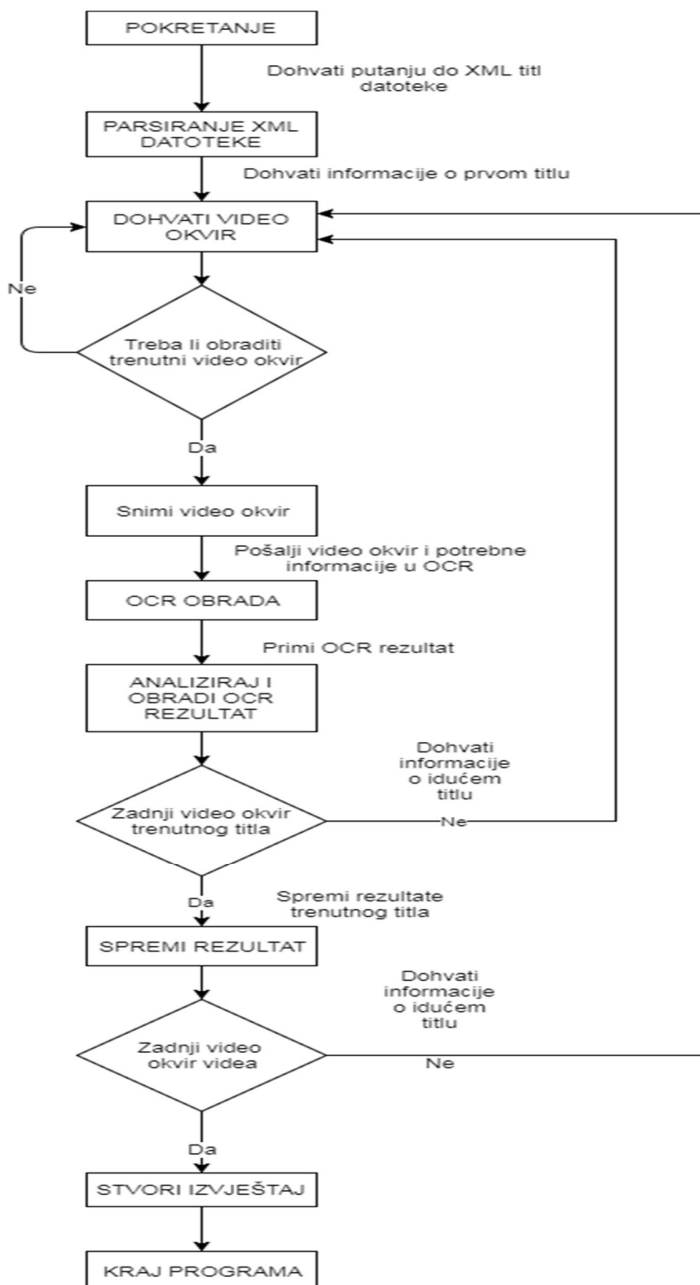 POKRETANJE
Dohvati putanju do XML titl
datoteke
PARSIRANJE XML
DATOTEKE
Dohvati informacije o prvom titlu
DOHVATI VIDEO
OKVIR
Ne
Treba li obraditi
trenutni video okvir
Da
Snimi video okvir
Pošalji video okvir i potrebne
informacije u OCR
OCR OBRADA
Primi OCR rezultat
ANALIZIRAJ I
OBRADI OCR
REZULTAT
Dohvati
informacije
o idućem
titlu
Zadnji video okvir
trenutnog titla
Ne
Da
Spremi rezultate
trenutnog titla
SPREMI REZULTAT
Dohvati
informacije
o idućem
titlu
Zadnji video
okvir videa
Ne
Da
STVORI IZVJEŠTAJ
KRAJ PROGRAMA